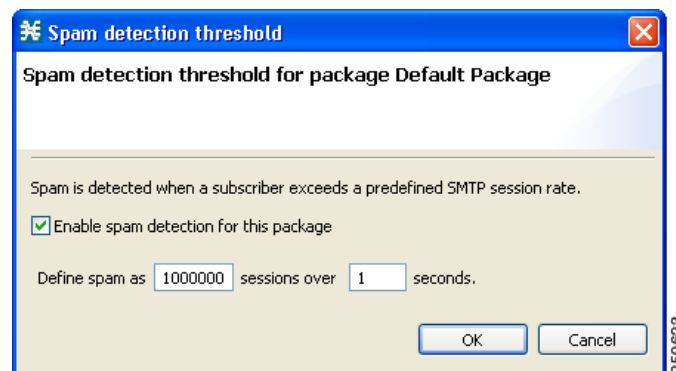 Spam detection threshold
Spam detection threshold for package Default Package
Spam is detected when a subscriber exceeds a predefined SMTP session rate.
Enable spam detection for this package
Define spam as 1000000 sessions over 1 seconds.
OK Cancel